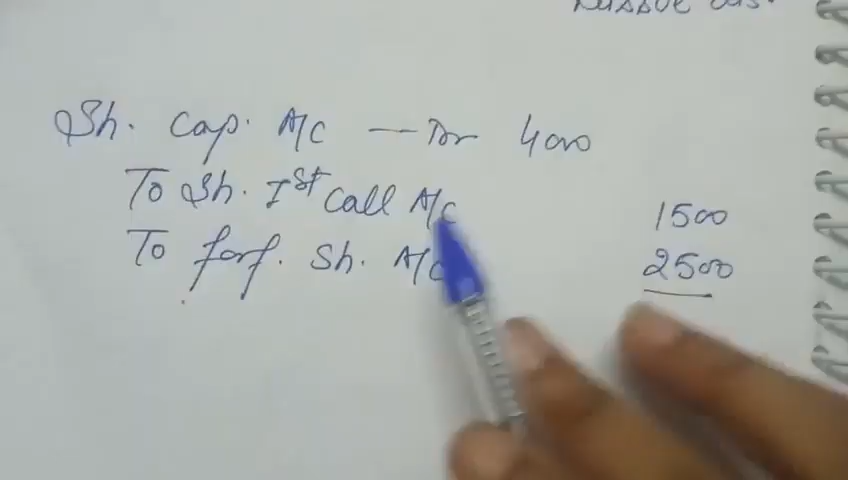 Sh. Cap. A/C — Dr 4000
To Sh. Ist Call A/C 1500
To forf. Sh. A/C 2500